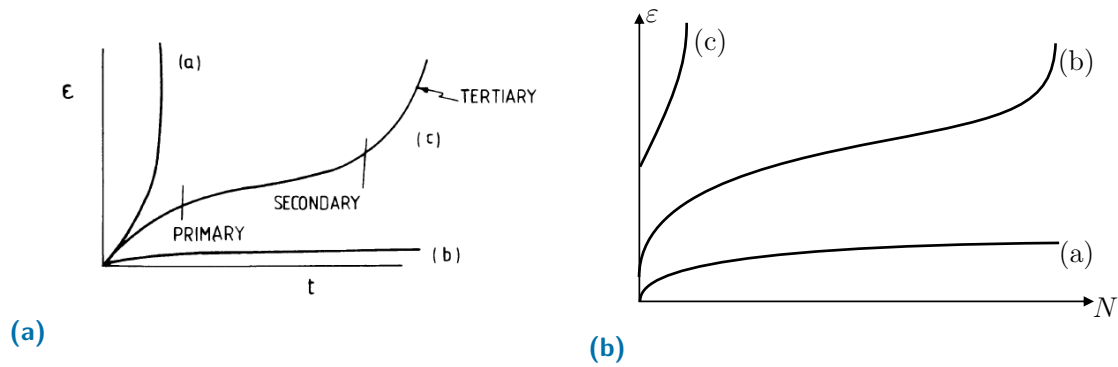 ε
(a)
TERTIARY
(c)
SECONDARY
PRIMARY
(b)
t
(a)
ε
(c)
(b)
(a)
N
(b)